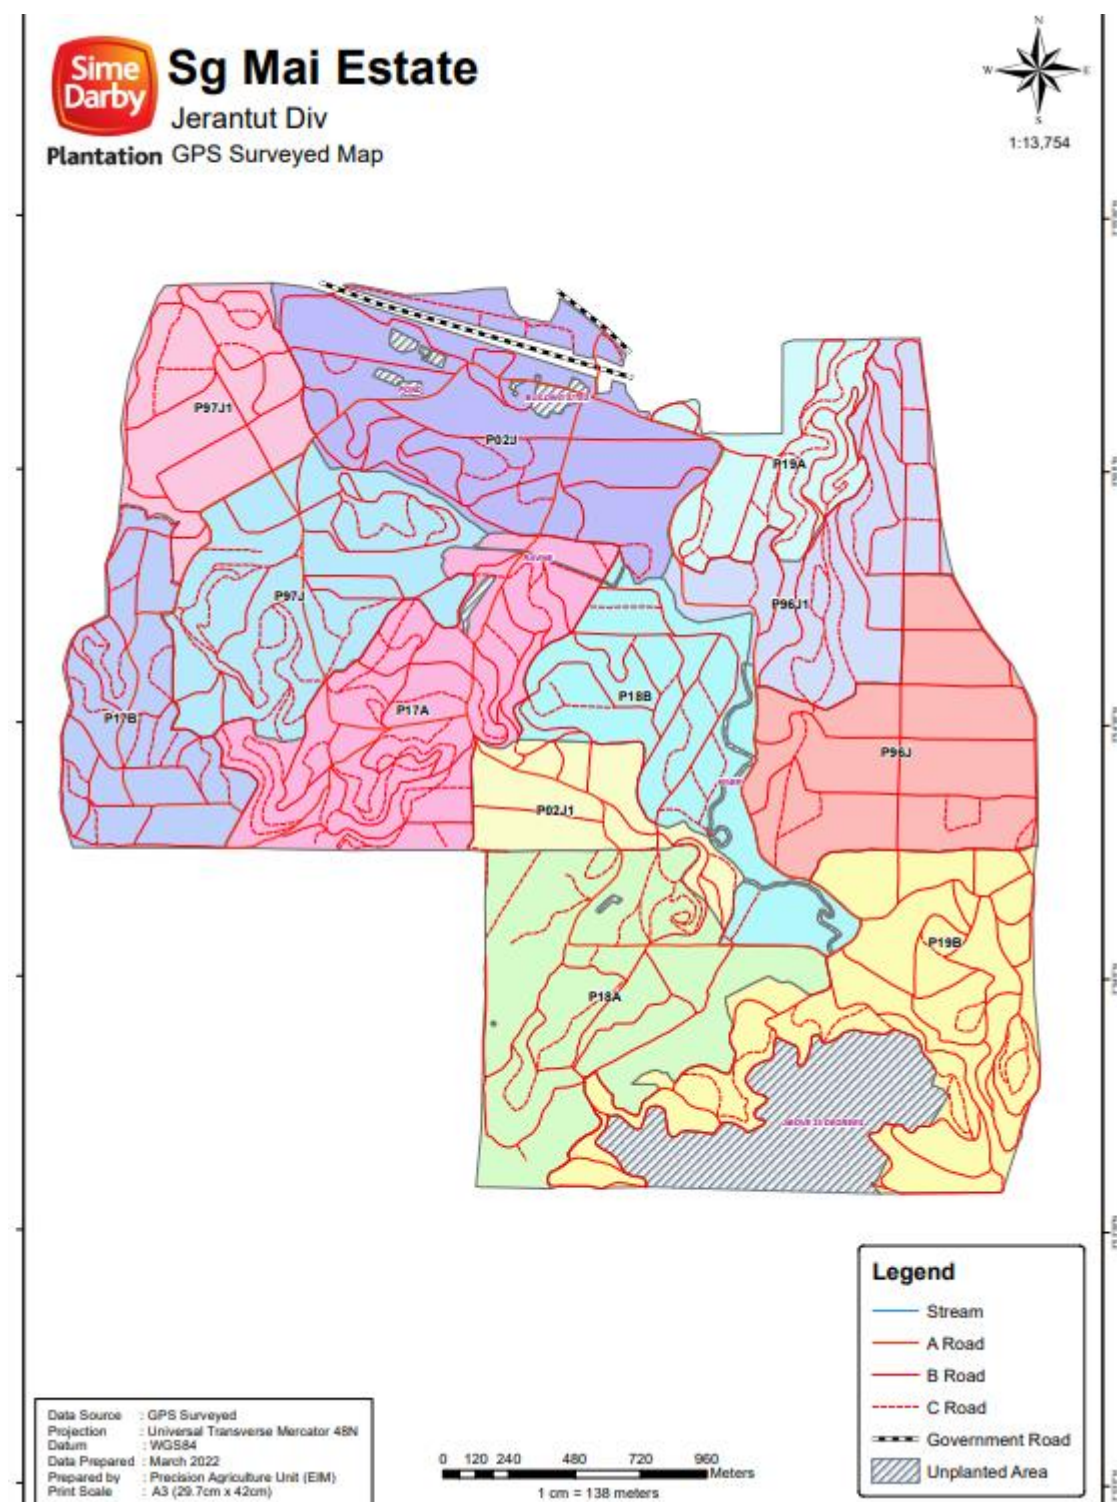 Sime
Darby
Plantation
Sg Mai Estate
Jerantut Div
GPS Surveyed Map
N
W
E
S
1:13,754
P97J1
P02J
P19A
P97J
P96J1
P17B
P17A
P18B
P96J
P02J1
P19B
P18A
Legend
Stream
A Road
B Road
C Road
Government Road
Unplanted Area
Data Source : GPS Surveyed
Projection : Universal Transverse Mercator 48N
Datum : WGS84
Data Prepared : March 2022
Prepared by : Precision Agriculture Unit (EIM)
Print Scale : A3 (29.7cm x 42cm)
0 120 240 480 720 960
Meters
1 cm = 138 meters